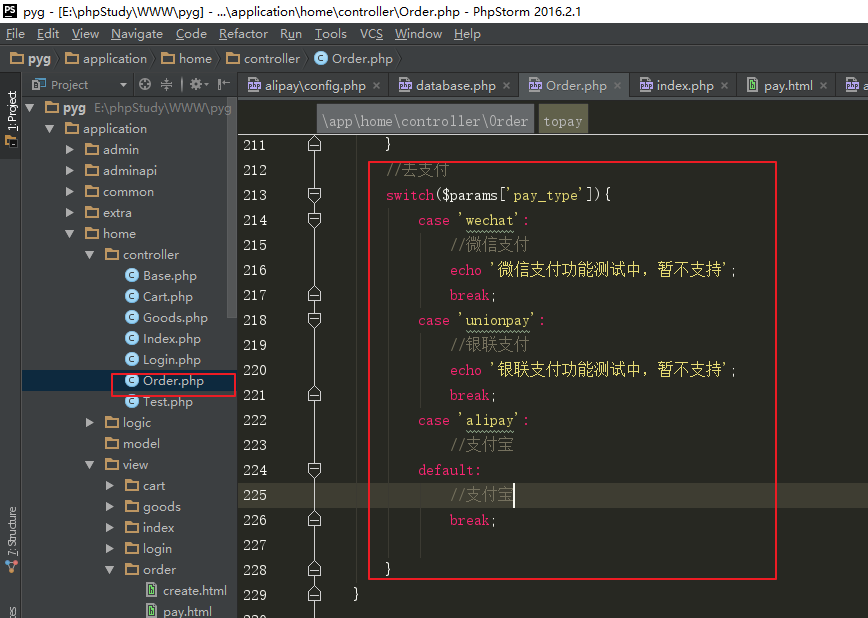 pyg - [E:\phpStudy\WWW\pyg] - ...\application\home\controller\Order.php - PhpStorm 2016.2.1
File Edit View Navigate Code Refactor Run Tools VCS Window Help
pyg application home controller Order.php
Project alipay\config.php database.php Order.php index.php pay.html
1: Project
7: Structure
pyg E:\phpStudy\WWW\pyg
application
admin
adminapi
common
extra
home
controller
Base.php
Cart.php
Goods.php
Index.php
Login.php
Order.php
Test.php
logic
model
view
cart
goods
index
login
order
create.html
pay.html
\app\home\controller\Order topay
211 }
212 //去支付
213 switch($params['pay_type']){
214 case 'wechat':
215 //微信支付
216 echo '微信支付功能测试中，暂不支持';
217 break;
218 case 'unionpay':
219 //银联支付
220 echo '银联支付功能测试中，暂不支持';
221 break;
222 case 'alipay':
223 //支付宝
224 default:
225 //支付宝
226 break;
227
228 }
229 }